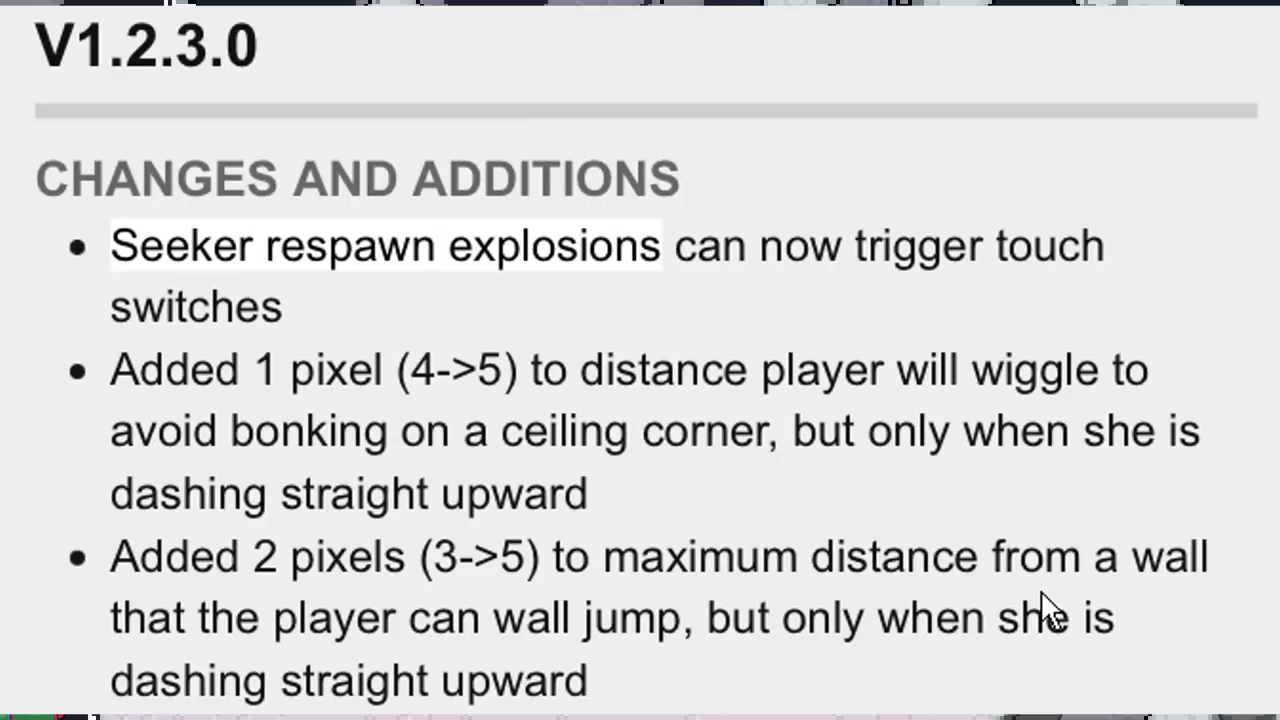 V1.2.3.0
CHANGES AND ADDITIONS
• Seeker respawn explosions can now trigger touch
switches
• Added 1 pixel (4->5) to distance player will wiggle to
avoid bonking on a ceiling corner, but only when she is
dashing straight upward
• Added 2 pixels (3->5) to maximum distance from a wall
that the player can wall jump, but only when she is
dashing straight upward